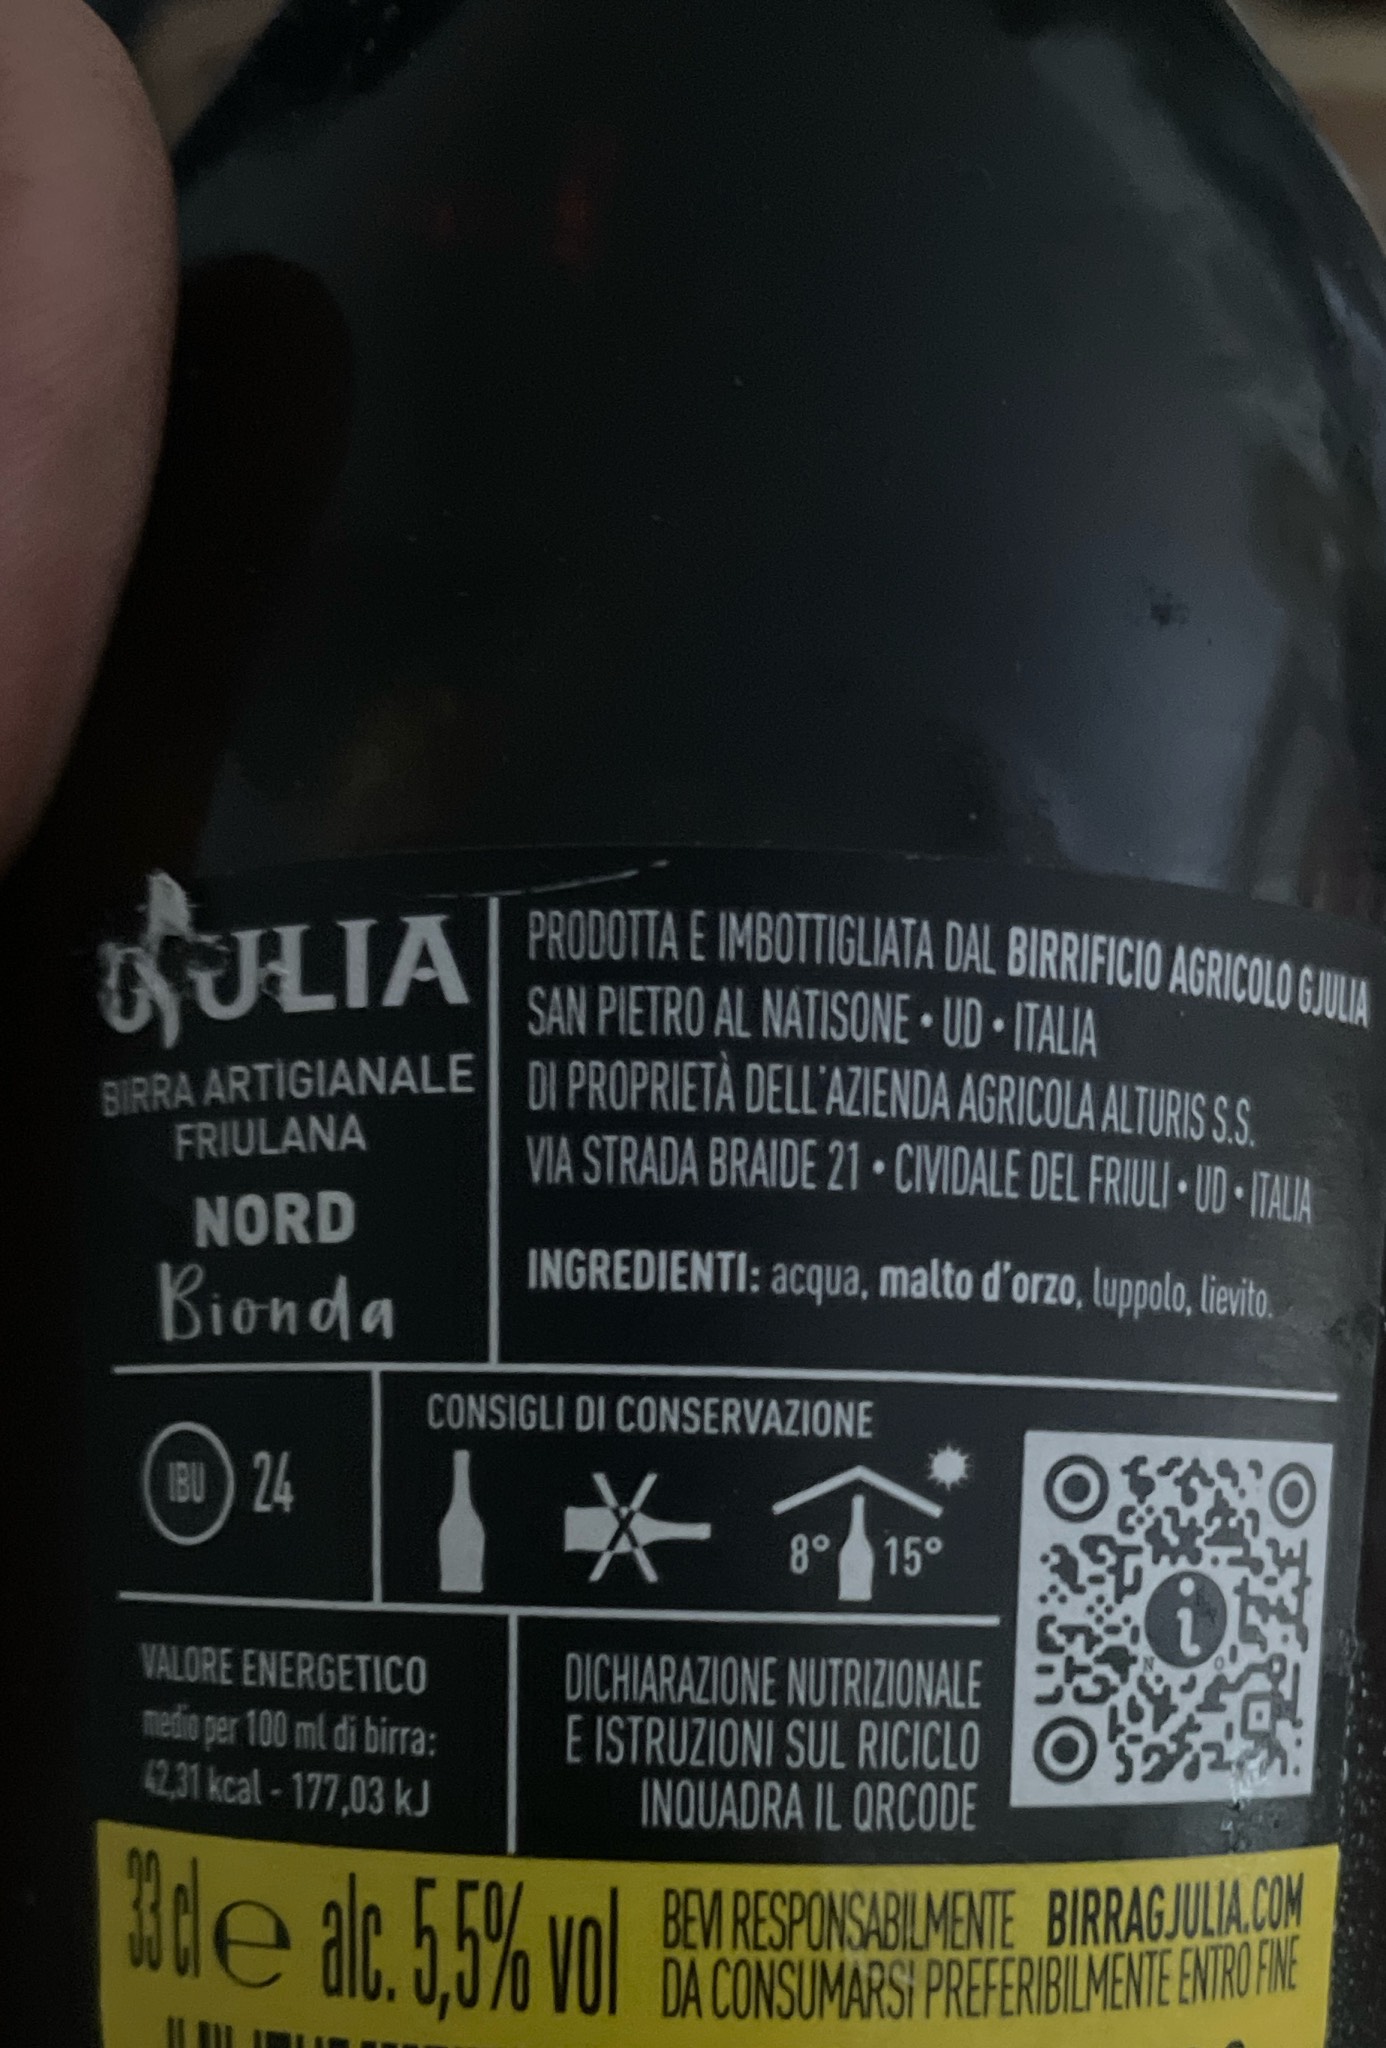 GJULIA
BIRRA ARTIGIANALE
FRIULANA
NORD
Bionda
PRODOTTA E IMBOTTIGLIATA DAL BIRRIFICIO AGRICOLO GJULIA
SAN PIETRO AL NATISONE • UD • ITALIA
DI PROPRIETÀ DELL'AZIENDA AGRICOLA ALTURIS S.S.
VIA STRADA BRAIDE 21 • CIVIDALE DEL FRIULI • UD • ITALIA
INGREDIENTI: acqua, malto d'orzo, luppolo, lievito.
IBU 24
CONSIGLI DI CONSERVAZIONE
8° 15°
VALORE ENERGETICO
medio per 100 ml di birra:
42,31 kcal - 177,03 kJ
DICHIARAZIONE NUTRIZIONALE
E ISTRUZIONI SUL RICICLO
INQUADRA IL QRCODE
33 cl e alc. 5,5% vol
BEVI RESPONSABILMENTE BIRRAGJULIA.COM
DA CONSUMARSI PREFERIBILMENTE ENTRO FINE